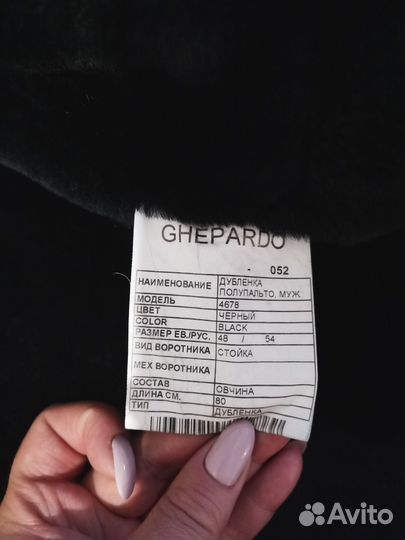 GHEPARDO
- 052
НАИМЕНОВАНИЕ ДУБЛЕНКА
ПОЛУПАЛЬТО, МУЖ.
МОДЕЛЬ 4678
ЦВЕТ ЧЕРНЫЙ
COLOR BLACK
РАЗМЕР ЕВ./РУС. 48 / 54
ВИД ВОРОТНИКА СТОЙКА
МЕХ ВОРОТНИКА
СОСТАВ ОВЧИНА
ДЛИНА СМ. 80
ТИП ДУБЛЕНКА
Avito